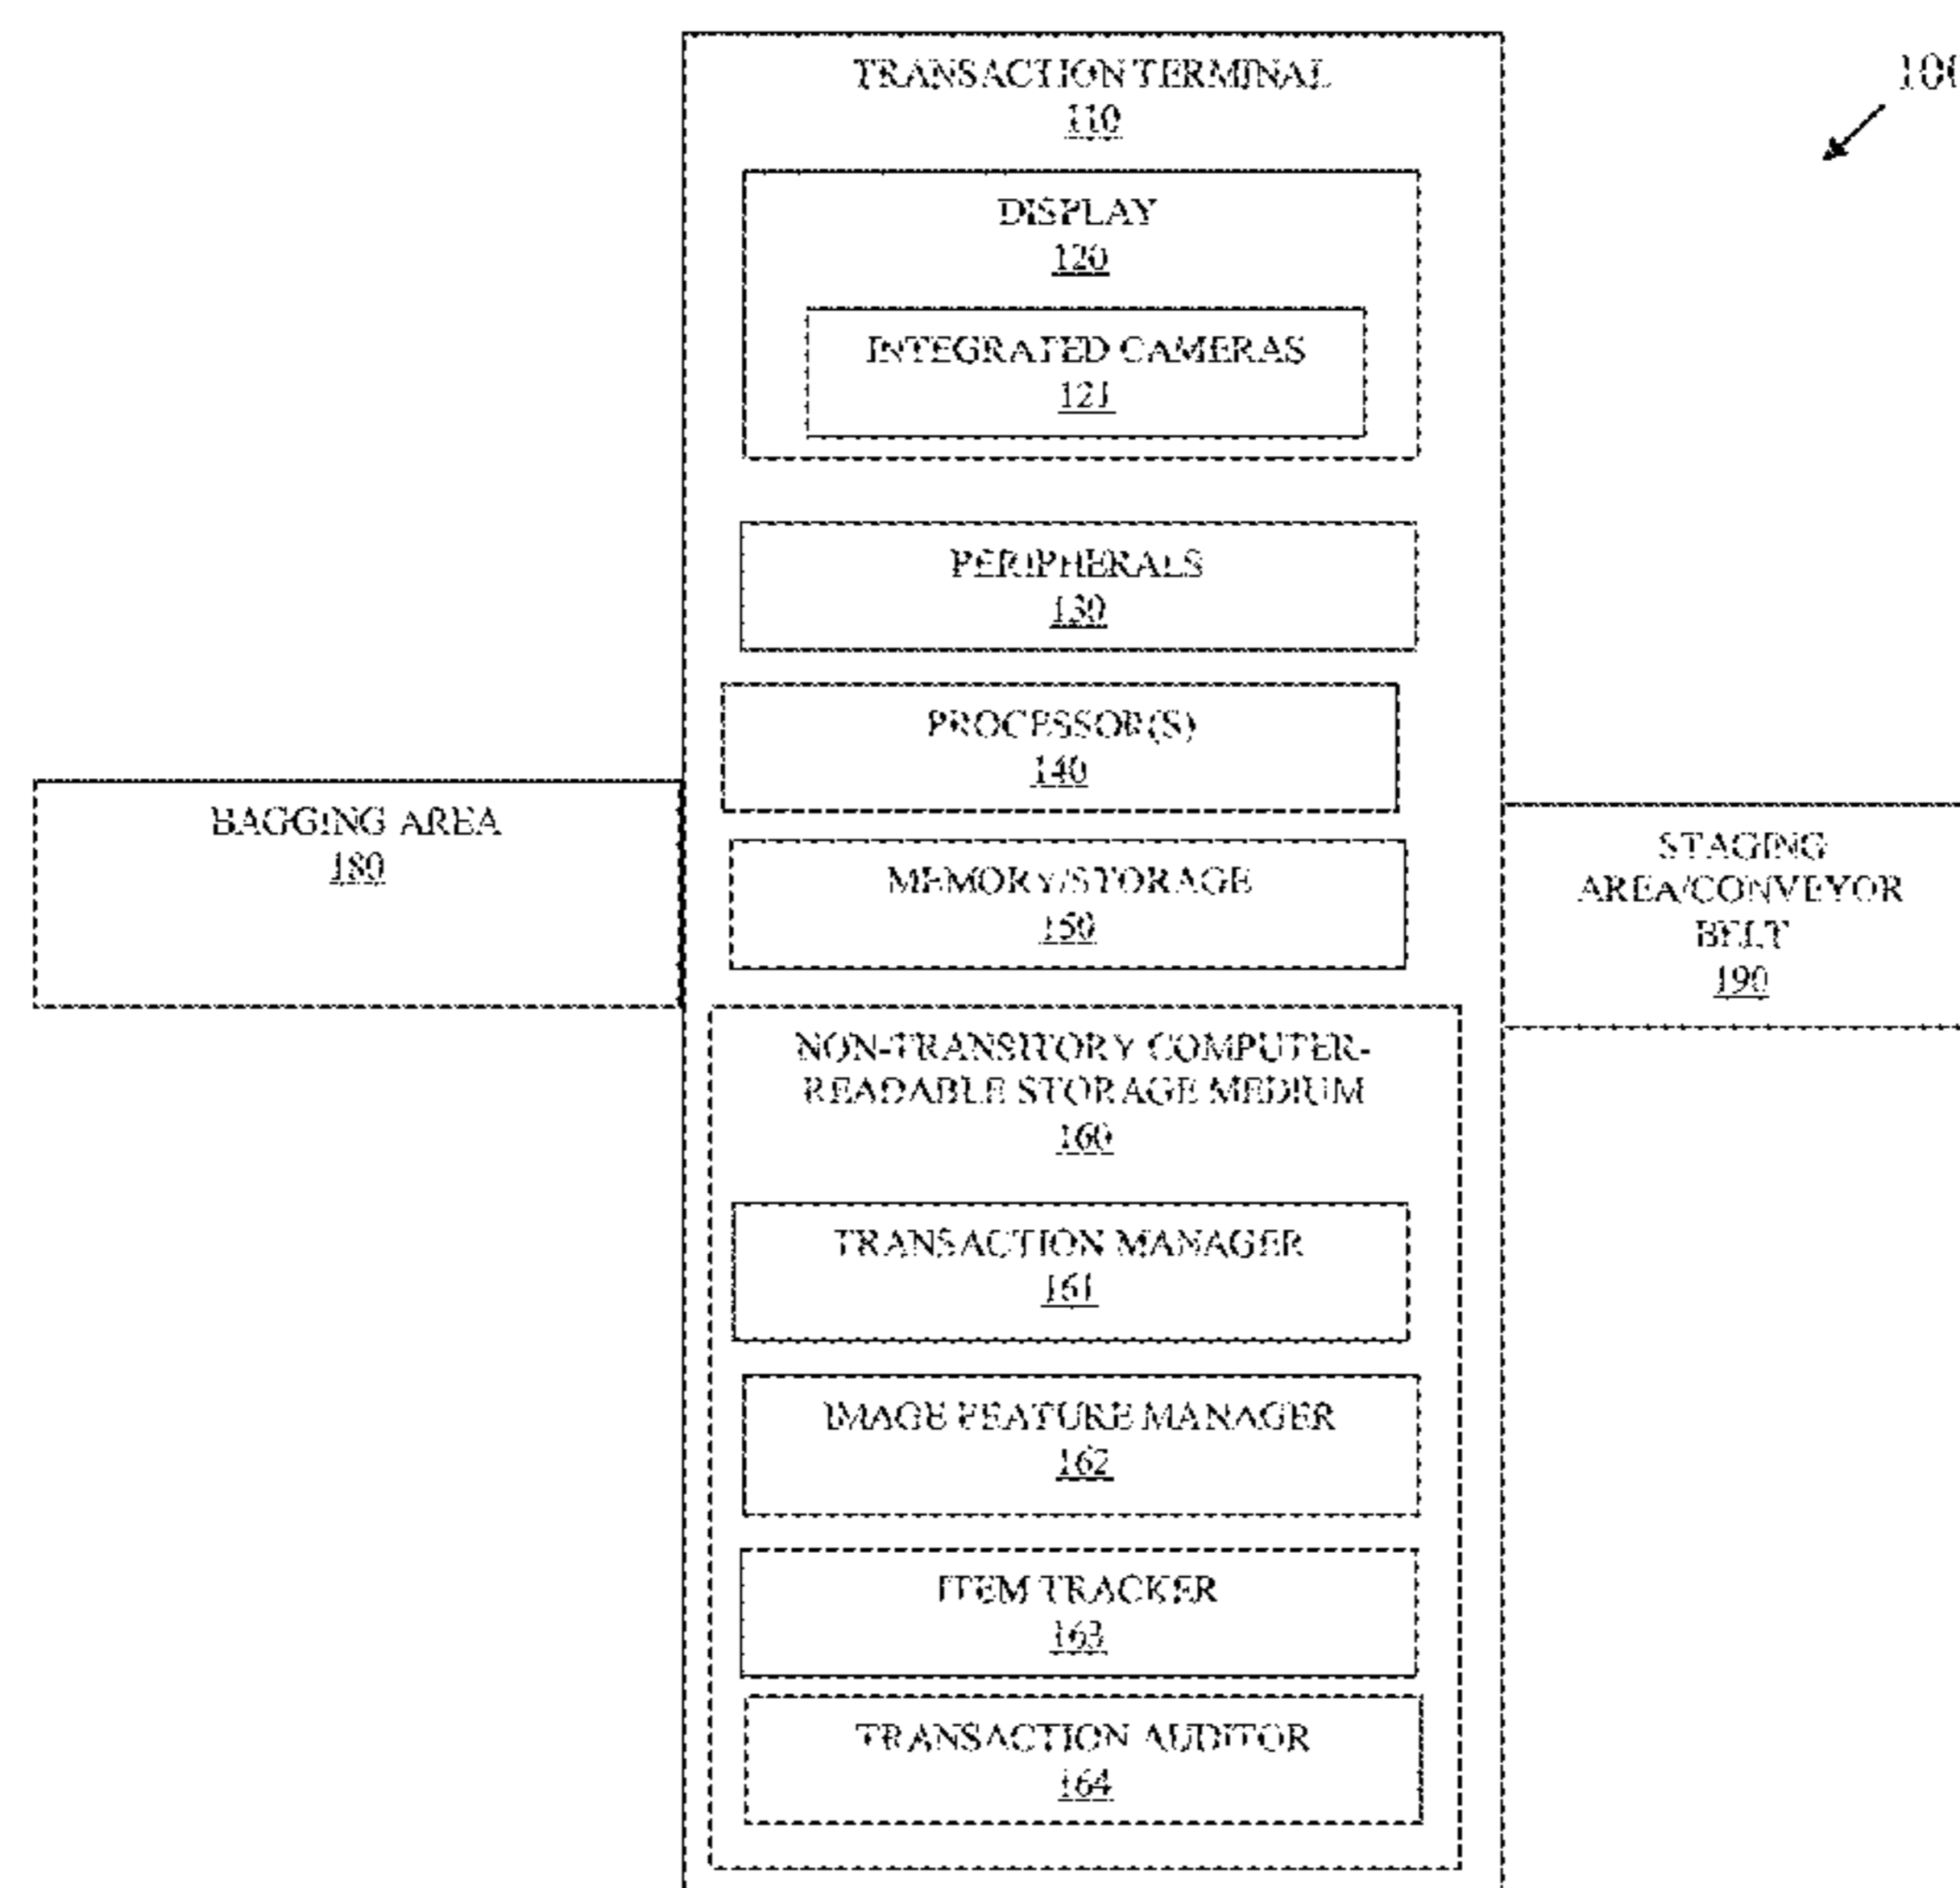 100
TRANSACTION TERMINAL
110
DISPLAY
120
INTEGRATED CAMERAS
121
PERIPHERALS
130
PROCESSOR(S)
140
BAGGING AREA
180
MEMORY/STORAGE
150
STAGING
AREA/CONVEYOR
BELT
190
NON-TRANSITORY COMPUTER-
READABLE STORAGE MEDIUM
160
TRANSACTION MANAGER
161
IMAGE FEATURE MANAGER
162
ITEM TRACKER
163
TRANSACTION AUDITOR
164